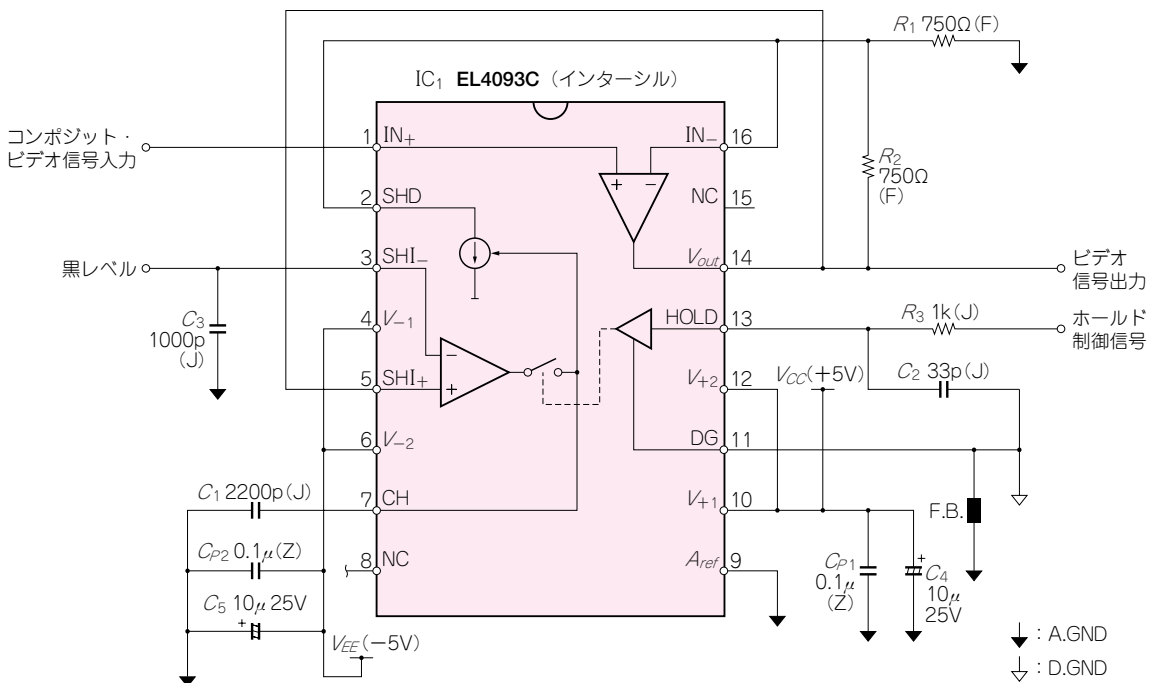 R1 750Ω(F)
IC1 EL4093C（インターシル）
コンポジット・
ビデオ信号入力
1
IN+
IN−
16
R2
750Ω
(F)
2
SHD
NC
15
黒レベル
3
SHI−
Vout
14
ビデオ
信号出力
C3
1000p
(J)
4
V−1
HOLD
13
R3 1k(J)
ホールド
制御信号
5
SHI+
V+2
12
VCC(+5V)
C2 33p(J)
6
V−2
DG
11
C1 2200p(J)
7
CH
V+1
10
F.B.
CP2 0.1μ(Z)
8
NC
Aref
9
CP1
0.1μ
(Z)
+
C4
10μ
25V
C5 10μ 25V
+
VEE(−5V)
：A.GND
：D.GND